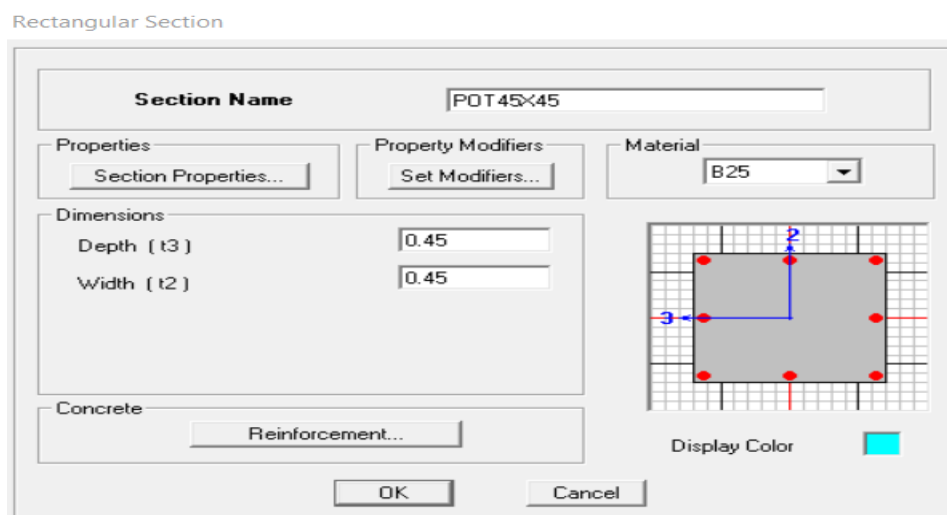 Rectangular Section
Section Name POT45X45
Properties Property Modifiers Material
Section Properties... Set Modifiers... B25
Dimensions
Depth ( t3 ) 0.45
Width ( t2 ) 0.45
2
3
Concrete
Reinforcement...
Display Color
OK Cancel